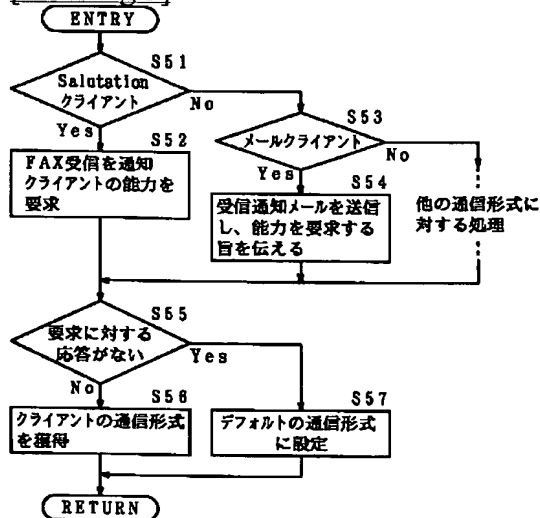 ENTRY
S51
Salutation
クライアント
No
Yes
S52
FAX受信を通知
クライアントの能力を
要求
S53
メールクライアント
No
Yes
S54
受信通知メールを送信
し、能力を要求する
旨を伝える
他の通信形式に
対する処理
S55
要求に対する
応答がない
Yes
No
S56
クライアントの通信形式
を獲得
S57
デフォルトの通信形式
に設定
RETURN